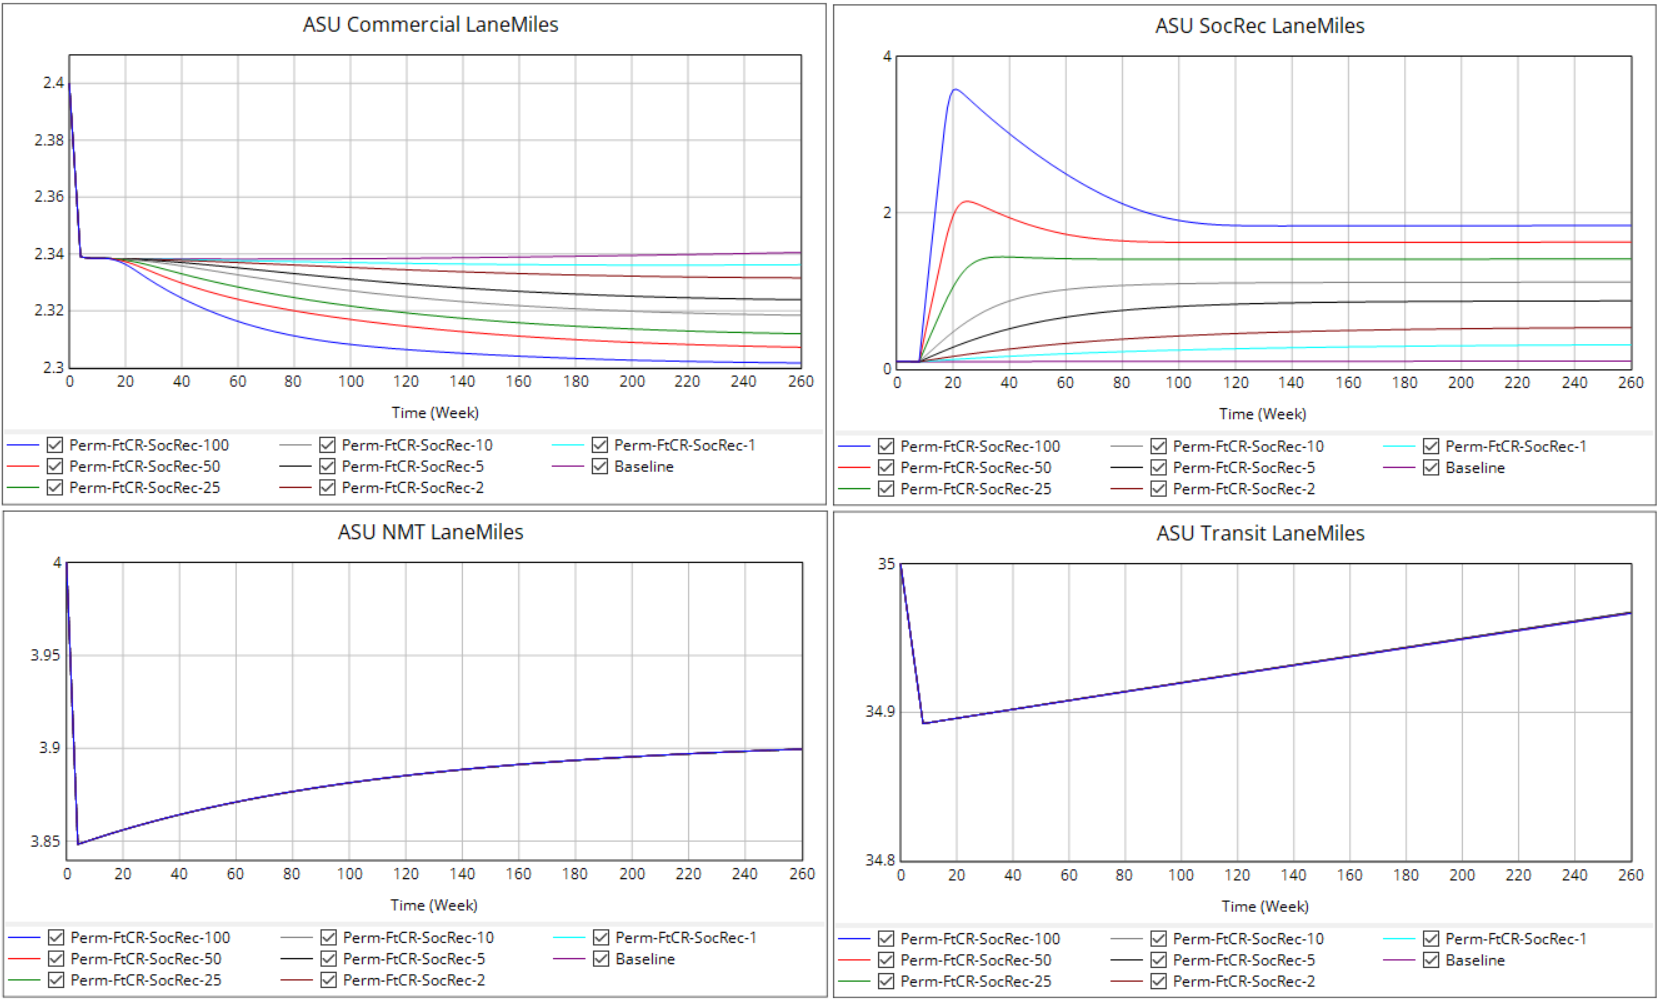 ASU Commercial LaneMiles
2.4
2.38
2.36
2.34
2.32
2.3
0 20 40 60 80 100 120 140 160 180 200 220 240 260
Time (Week)
Perm-FtCR-SocRec-100 Perm-FtCR-SocRec-10 Perm-FtCR-SocRec-1
Perm-FtCR-SocRec-50 Perm-FtCR-SocRec-5 Baseline
Perm-FtCR-SocRec-25 Perm-FtCR-SocRec-2
ASU SocRec LaneMiles
4
2
0
0 20 40 60 80 100 120 140 160 180 200 220 240 260
Time (Week)
Perm-FtCR-SocRec-100 Perm-FtCR-SocRec-10 Perm-FtCR-SocRec-1
Perm-FtCR-SocRec-50 Perm-FtCR-SocRec-5 Baseline
Perm-FtCR-SocRec-25 Perm-FtCR-SocRec-2
ASU NMT LaneMiles
4
3.95
3.9
3.85
0 20 40 60 80 100 120 140 160 180 200 220 240 260
Time (Week)
Perm-FtCR-SocRec-100 Perm-FtCR-SocRec-10 Perm-FtCR-SocRec-1
Perm-FtCR-SocRec-50 Perm-FtCR-SocRec-5 Baseline
Perm-FtCR-SocRec-25 Perm-FtCR-SocRec-2
ASU Transit LaneMiles
35
34.9
34.8
0 20 40 60 80 100 120 140 160 180 200 220 240 260
Time (Week)
Perm-FtCR-SocRec-100 Perm-FtCR-SocRec-10 Perm-FtCR-SocRec-1
Perm-FtCR-SocRec-50 Perm-FtCR-SocRec-5 Baseline
Perm-FtCR-SocRec-25 Perm-FtCR-SocRec-2